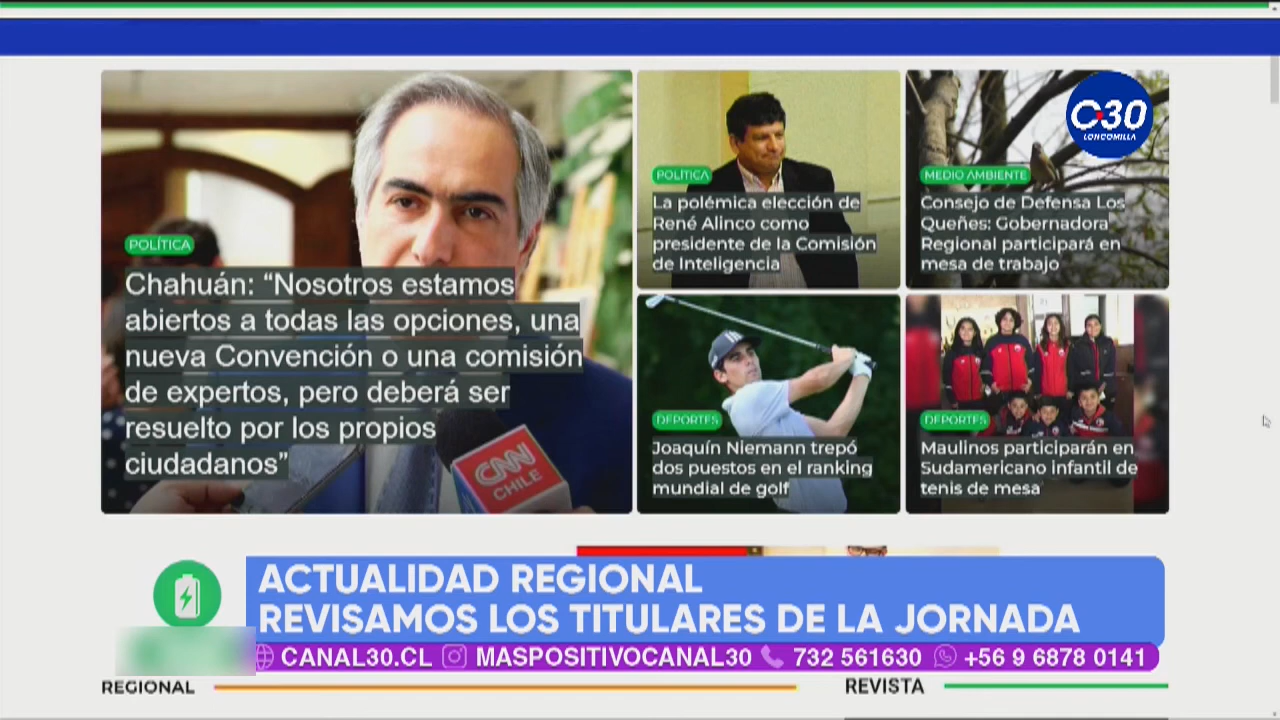 C30
LONCOMILLA
POLÍTICA
Chahuán: “Nosotros estamos
abiertos a todas las opciones, una
nueva Convención o una comisión
de expertos, pero deberá ser
resuelto por los propios
ciudadanos”
CNN
CHILE
POLÍTICA
La polémica elección de
René Alinco como
presidente de la Comisión
de Inteligencia
MEDIO AMBIENTE
Consejo de Defensa Los
Queñes: Gobernadora
Regional participará en
mesa de trabajo
DEPORTES
Joaquín Niemann trepó
dos puestos en el ranking
mundial de golf
DEPORTES
Maulinos participarán en
Sudamericano infantil de
tenis de mesa
ACTUALIDAD REGIONAL
REVISAMOS LOS TITULARES DE LA JORNADA
CANAL30.CL MASPOSITIVOCANAL30 732 561630 +56 9 6878 0141
REGIONAL
REVISTA